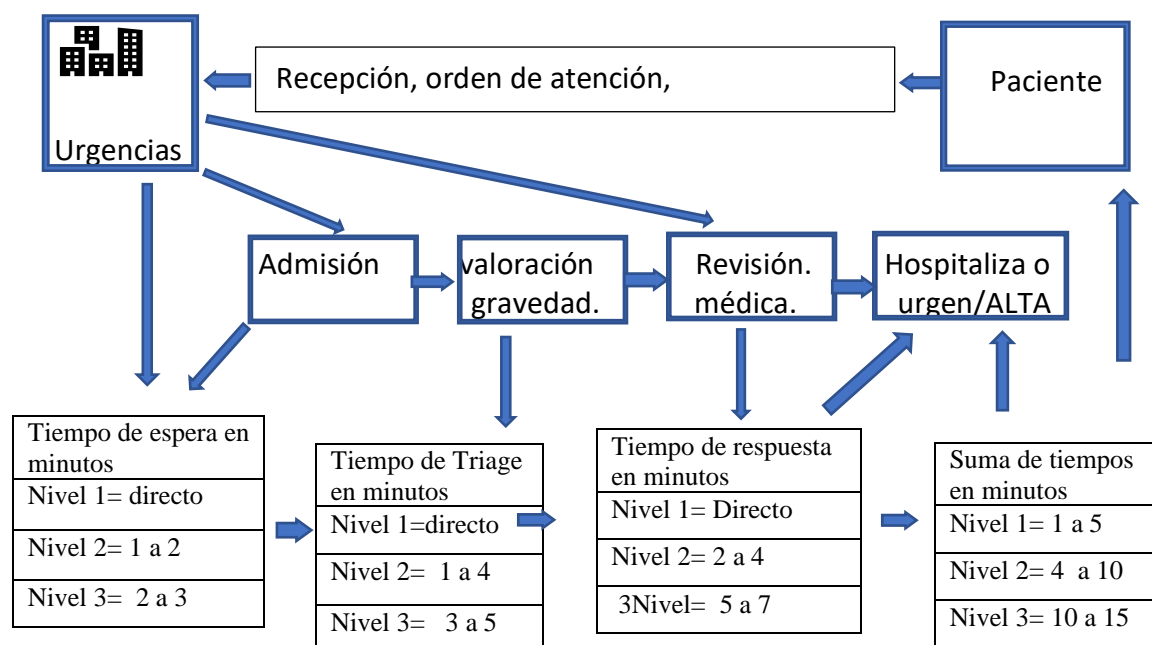 Recepción, orden de atención,
Paciente
Urgencias
Admisión
valoración
gravedad.
Revisión.
médica.
Hospitaliza o
urgen/ALTA
Tiempo de espera en
minutos
Nivel 1= directo
Nivel 2= 1 a 2
Nivel 3=  2 a 3
Tiempo de Triage
en minutos
Nivel 1=directo
Nivel 2=  1 a 4
Nivel 3=   3 a 5
Tiempo de respuesta
en minutos
Nivel 1= Directo
Nivel 2= 2 a 4
3Nivel=  5 a 7
Suma de tiempos
en minutos
Nivel 1= 1 a 5
Nivel 2= 4  a 10
Nivel 3= 10 a 15